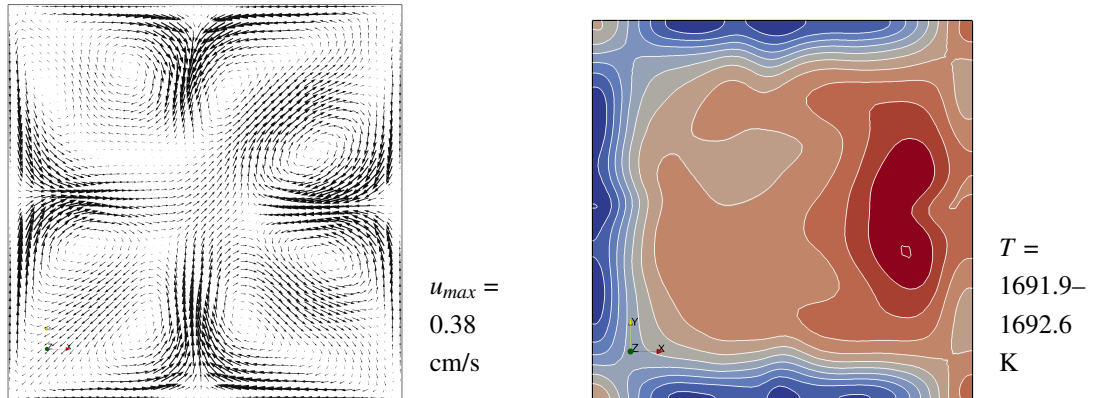 u_max =
0.38
cm/s
T =
1691.9–
1692.6
K
Y
Z
X